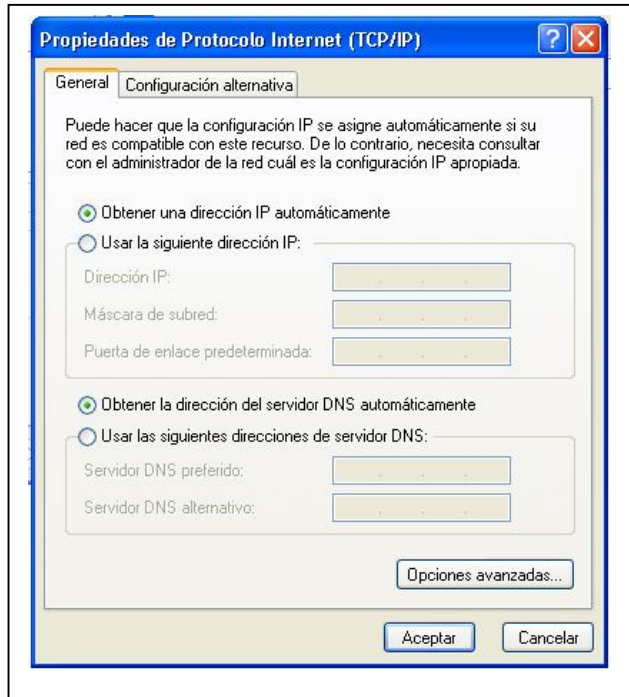 Propiedades de Protocolo Internet (TCP/IP)
General
Configuración alternativa
Puede hacer que la configuración IP se asigne automáticamente si su
red es compatible con este recurso. De lo contrario, necesita consultar
con el administrador de la red cuál es la configuración IP apropiada.
Obtener una dirección IP automáticamente
Usar la siguiente dirección IP:
Dirección IP:
Máscara de subred:
Puerta de enlace predeterminada:
Obtener la dirección del servidor DNS automáticamente
Usar las siguientes direcciones de servidor DNS:
Servidor DNS preferido:
Servidor DNS alternativo:
Opciones avanzadas...
Aceptar
Cancelar